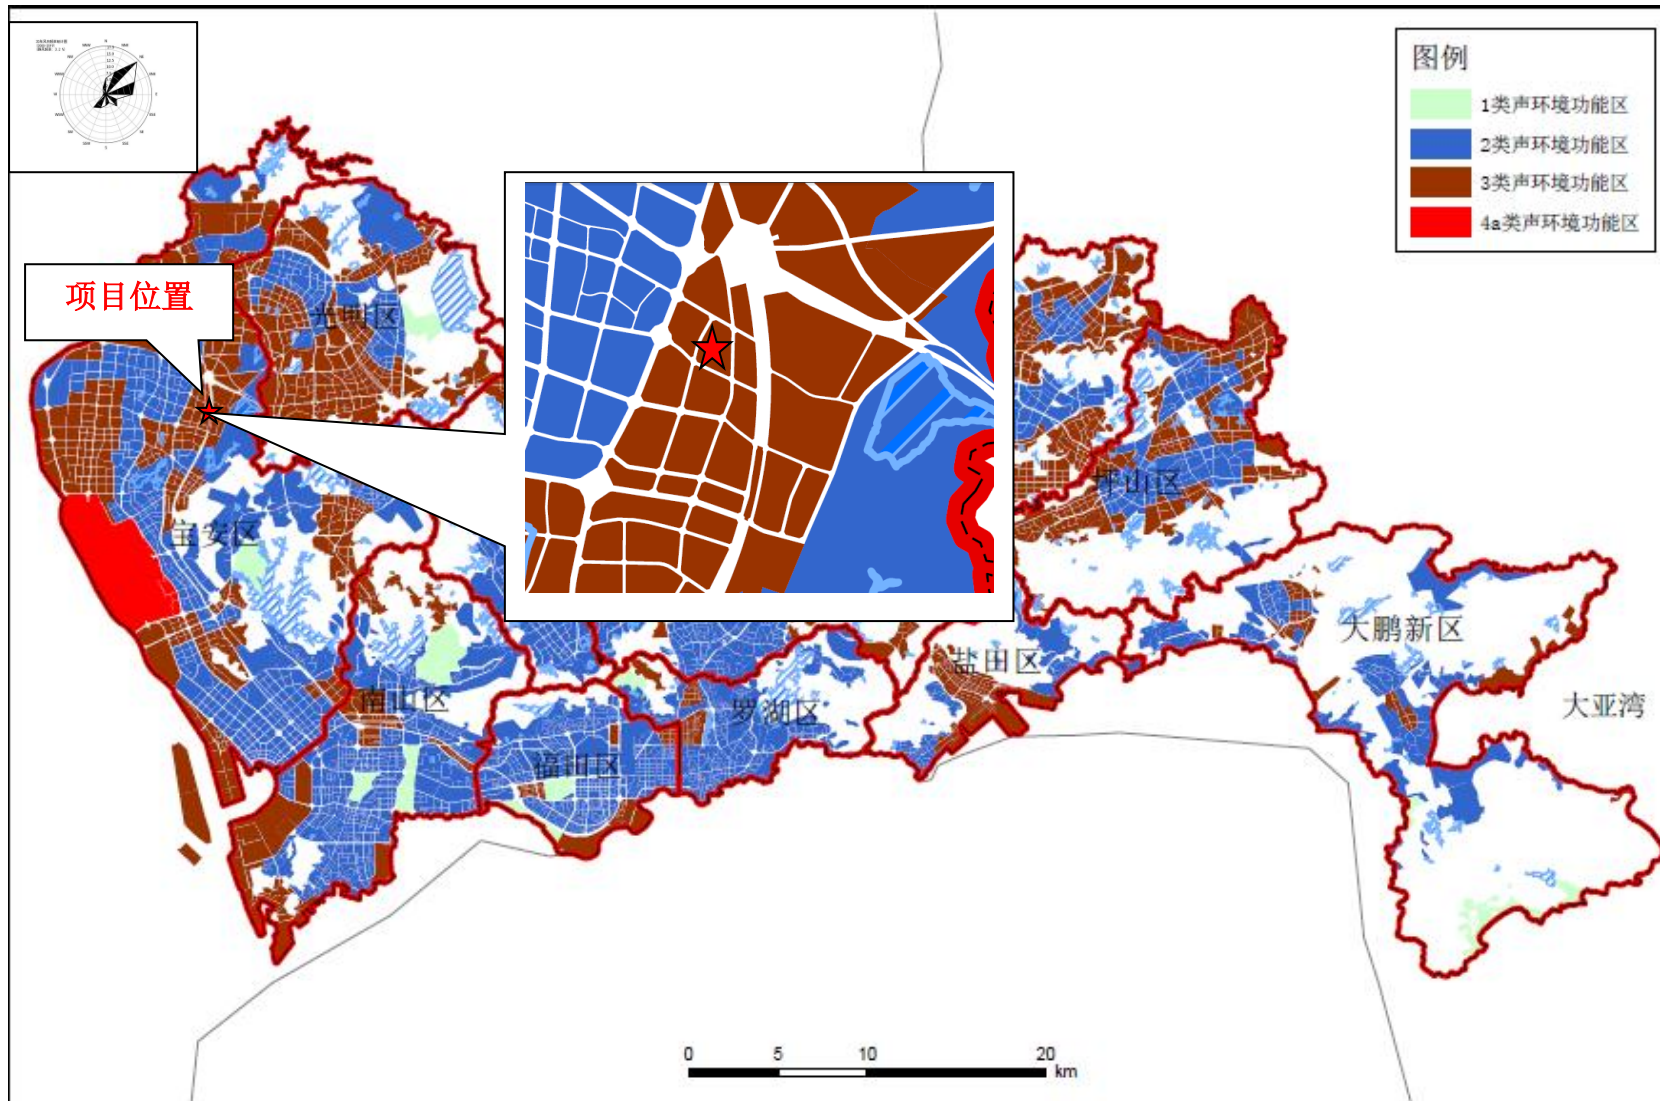 图例
1类声环境功能区
2类声环境功能区
3类声环境功能区
4a类声环境功能区
项目位置
光明区
宝安区
坪山区
大鹏新区
盐田区
南山区
罗湖区
大亚湾
福田区
0 5 10 20
km